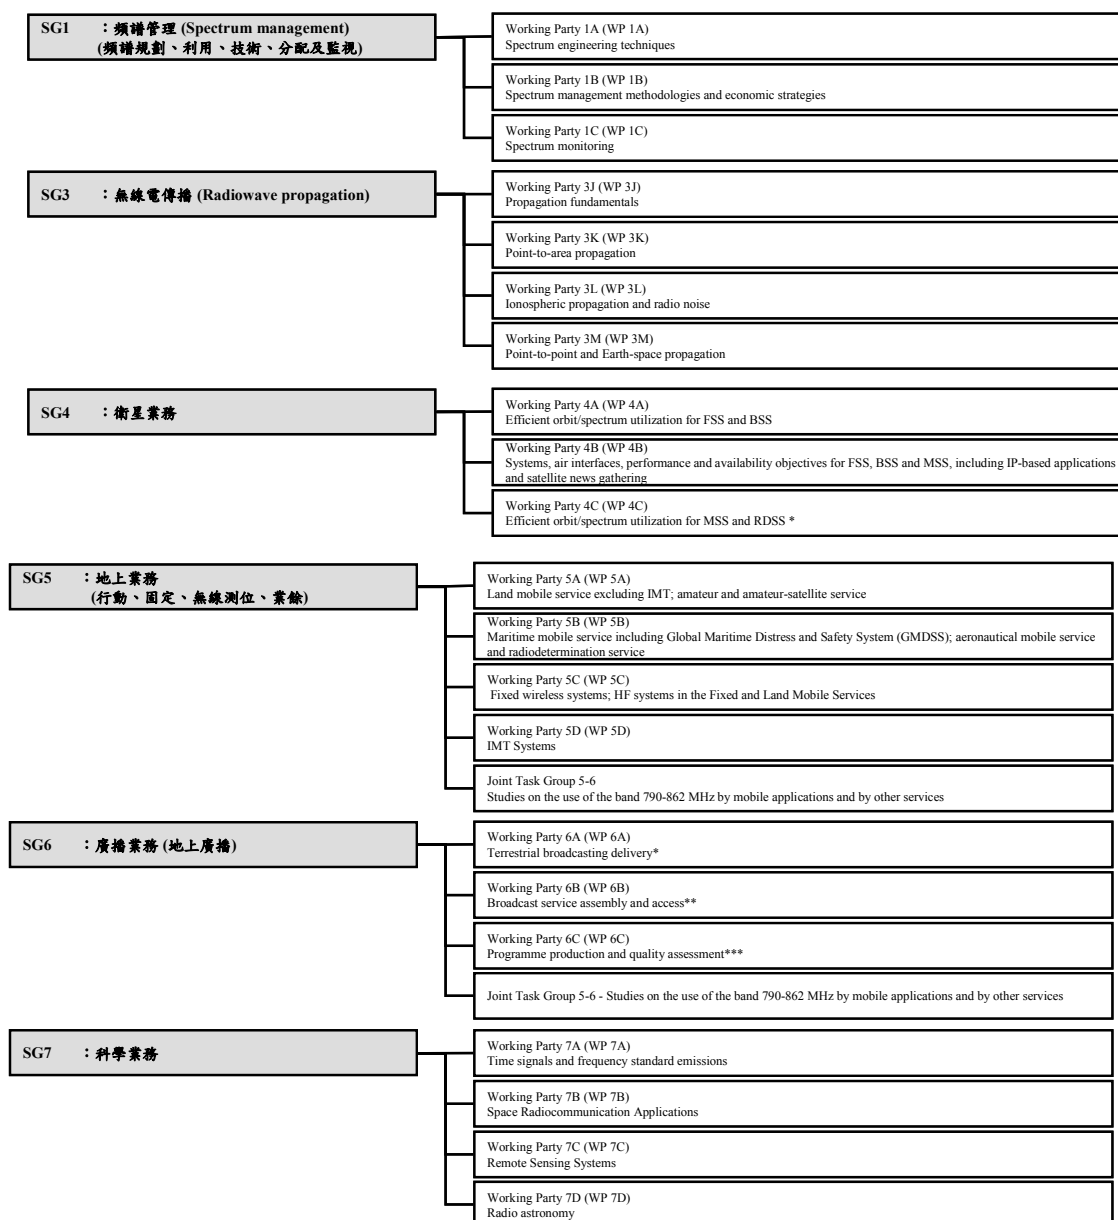 SG1 ：頻譜管理 (Spectrum management)
(頻譜規劃、利用、技術、分配及監視)
Working Party 1A (WP 1A)
Spectrum engineering techniques
Working Party 1B (WP 1B)
Spectrum management methodologies and economic strategies
Working Party 1C (WP 1C)
Spectrum monitoring
SG3 ：無線電傳播 (Radiowave propagation)
Working Party 3J (WP 3J)
Propagation fundamentals
Working Party 3K (WP 3K)
Point-to-area propagation
Working Party 3L (WP 3L)
Ionospheric propagation and radio noise
Working Party 3M (WP 3M)
Point-to-point and Earth-space propagation
SG4 ：衛星業務
Working Party 4A (WP 4A)
Efficient orbit/spectrum utilization for FSS and BSS
Working Party 4B (WP 4B)
Systems, air interfaces, performance and availability objectives for FSS, BSS and MSS, including IP-based applications
and satellite news gathering
Working Party 4C (WP 4C)
Efficient orbit/spectrum utilization for MSS and RDSS *
SG5 ：地上業務
(行動、固定、無線測位、業餘)
Working Party 5A (WP 5A)
Land mobile service excluding IMT; amateur and amateur-satellite service
Working Party 5B (WP 5B)
Maritime mobile service including Global Maritime Distress and Safety System (GMDSS); aeronautical mobile service
and radiodetermination service
Working Party 5C (WP 5C)
Fixed wireless systems; HF systems in the Fixed and Land Mobile Services
Working Party 5D (WP 5D)
IMT Systems
Joint Task Group 5-6
Studies on the use of the band 790-862 MHz by mobile applications and by other services
SG6 ：廣播業務 (地上廣播)
Working Party 6A (WP 6A)
Terrestrial broadcasting delivery*
Working Party 6B (WP 6B)
Broadcast service assembly and access**
Working Party 6C (WP 6C)
Programme production and quality assessment***
Joint Task Group 5-6 - Studies on the use of the band 790-862 MHz by mobile applications and by other services
SG7 ：科學業務
Working Party 7A (WP 7A)
Time signals and frequency standard emissions
Working Party 7B (WP 7B)
Space Radiocommunication Applications
Working Party 7C (WP 7C)
Remote Sensing Systems
Working Party 7D (WP 7D)
Radio astronomy